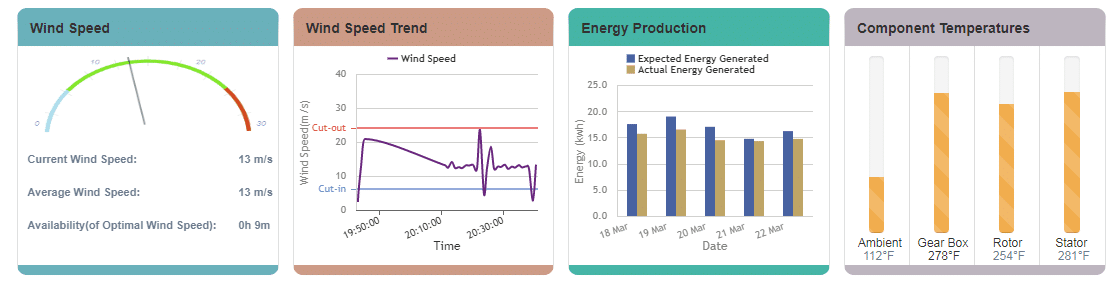 Wind Speed
0
10
20
30
Current Wind Speed: 13 m/s
Average Wind Speed: 13 m/s
Availability(of Optimal Wind Speed): 0h 9m
Wind Speed Trend
Wind Speed
Wind Speed(m/s)
40
30
Cut-out
20
10
Cut-in
0
19:50:00 20:10:00 20:30:00
Time
Energy Production
Expected Energy Generated
Actual Energy Generated
Energy (kwh)
25.0
20.0
15.0
10.0
5.0
0.0
18 Mar 19 Mar 20 Mar 21 Mar 22 Mar
Date
Component Temperatures
Ambient Gear Box Rotor Stator
112°F 278°F 254°F 281°F